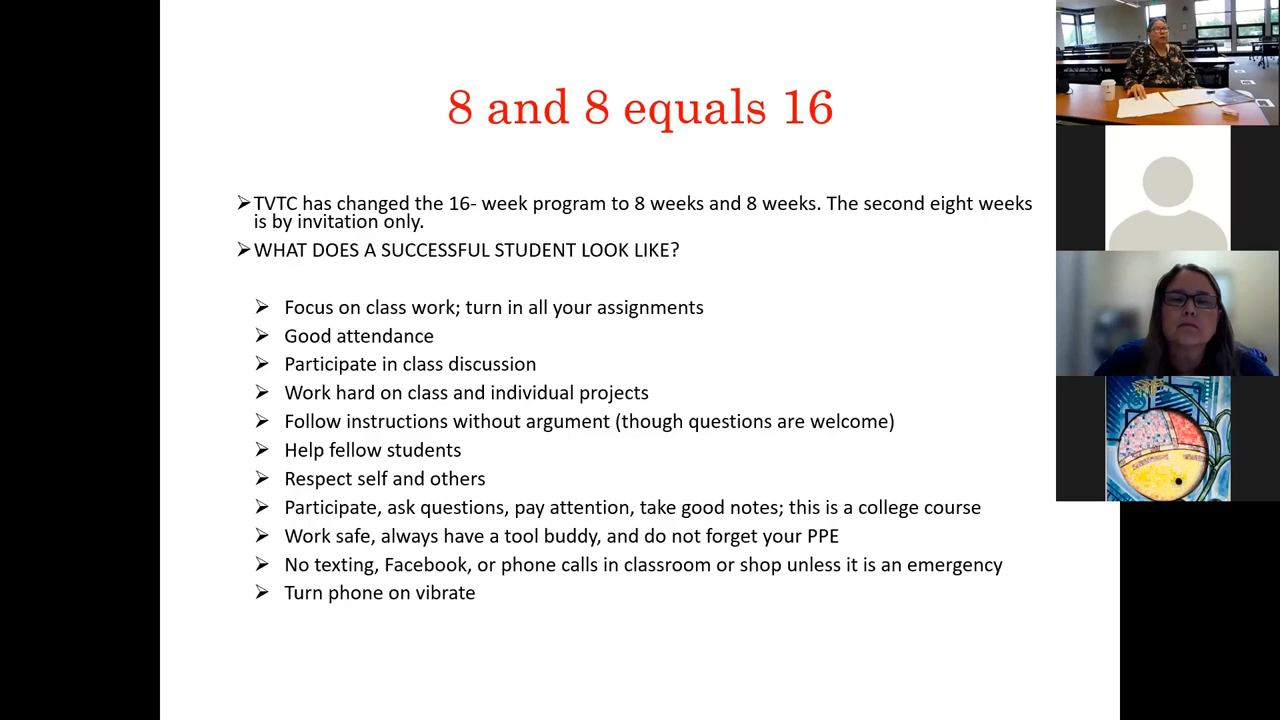 8 and 8 equals 16
➢TVTC has changed the 16- week program to 8 weeks and 8 weeks. The second eight weeks
is by invitation only.
➢WHAT DOES A SUCCESSFUL STUDENT LOOK LIKE?
➢ Focus on class work; turn in all your assignments
➢ Good attendance
➢ Participate in class discussion
➢ Work hard on class and individual projects
➢ Follow instructions without argument (though questions are welcome)
➢ Help fellow students
➢ Respect self and others
➢ Participate, ask questions, pay attention, take good notes; this is a college course
➢ Work safe, always have a tool buddy, and do not forget your PPE
➢ No texting, Facebook, or phone calls in classroom or shop unless it is an emergency
➢ Turn phone on vibrate